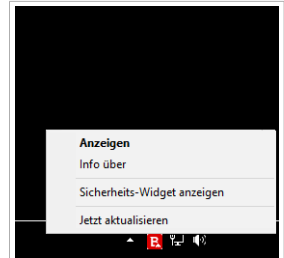 Anzeigen
Info über
Sicherheits-Widget anzeigen
Jetzt aktualisieren
B